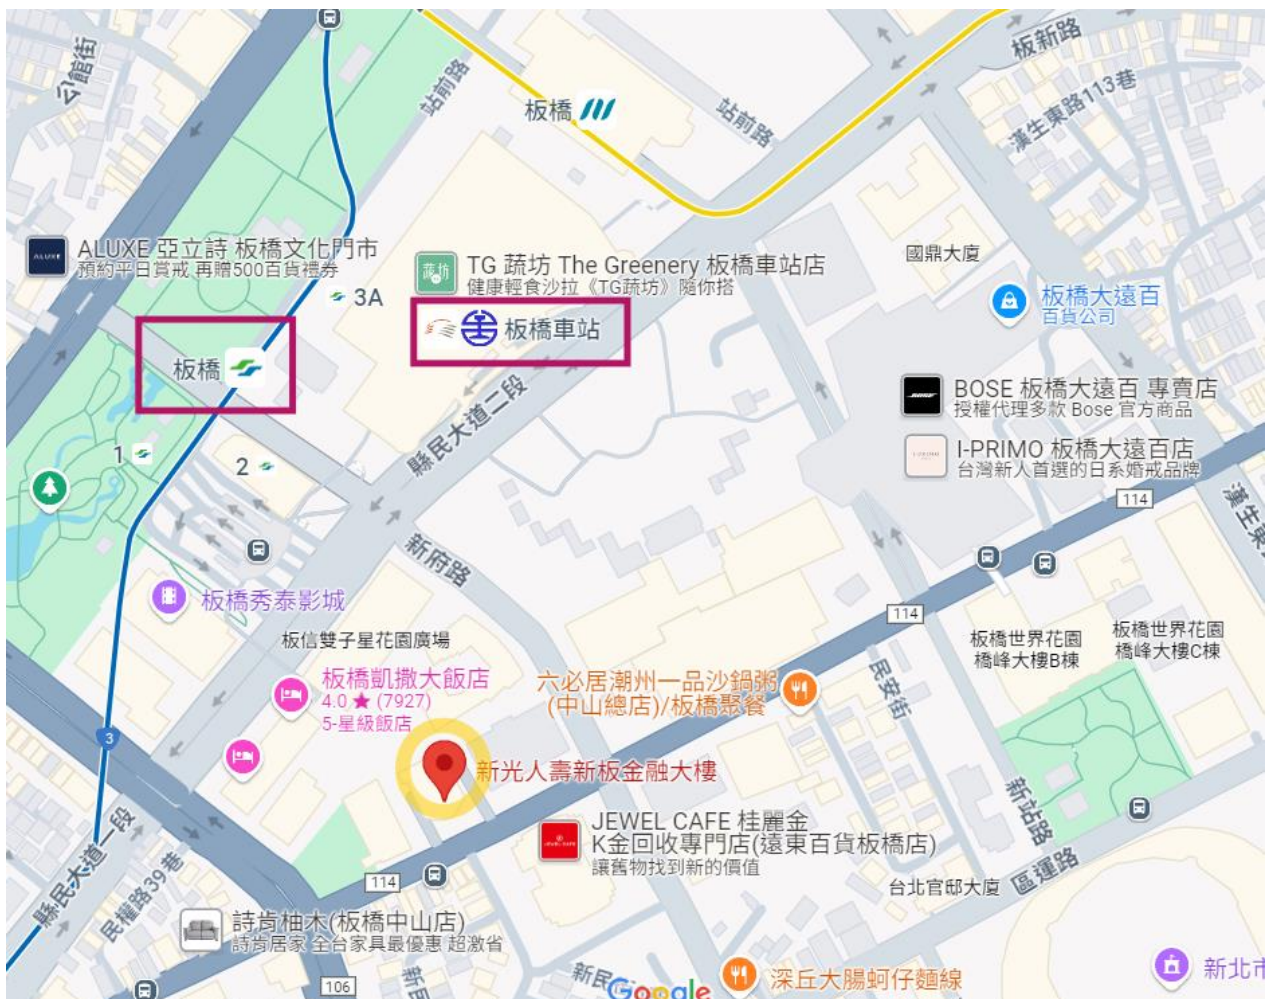 公館街
站前路
板橋
站前路
板新路
漢生東路113巷
ALUXE 亞立詩 板橋文化門市
預約平日賞戒 再贈500百貨禮券
3A
蔬坊
TG 蔬坊 The Greenery 板橋車站店
健康輕食沙拉《TG蔬坊》隨你搭
板橋車站
國鼎大廈
板橋大遠百
百貨公司
板橋
BOSE 板橋大遠百 專賣店
授權代理多款 Bose 官方商品
I-PRIMO 板橋大遠百店
台灣新人首選的日系婚戒品牌
1
2
縣民大道二段
114
漢生東
新府路
板橋秀泰影城
板信雙子星花園廣場
114
板橋世界花園
橋峰大樓B棟
板橋世界花園
橋峰大樓C棟
板橋凱撒大飯店
4.0 ★ (7927)
5-星級飯店
六必居潮州一品沙鍋粥
(中山總店)/板橋聚餐
民安街
3
新光人壽新板金融大樓
新站路
JEWEL CAFE 桂麗金
K金回收專門店(遠東百貨板橋店)
讓舊物找到新的價值
縣民大道一段
民權路39巷
114
台北官邸大廈
區運路
詩肯柚木(板橋中山店)
詩肯居家 全台家具最優惠 超激省
106
新民
Google
深丘大腸蚵仔麵線
新北市